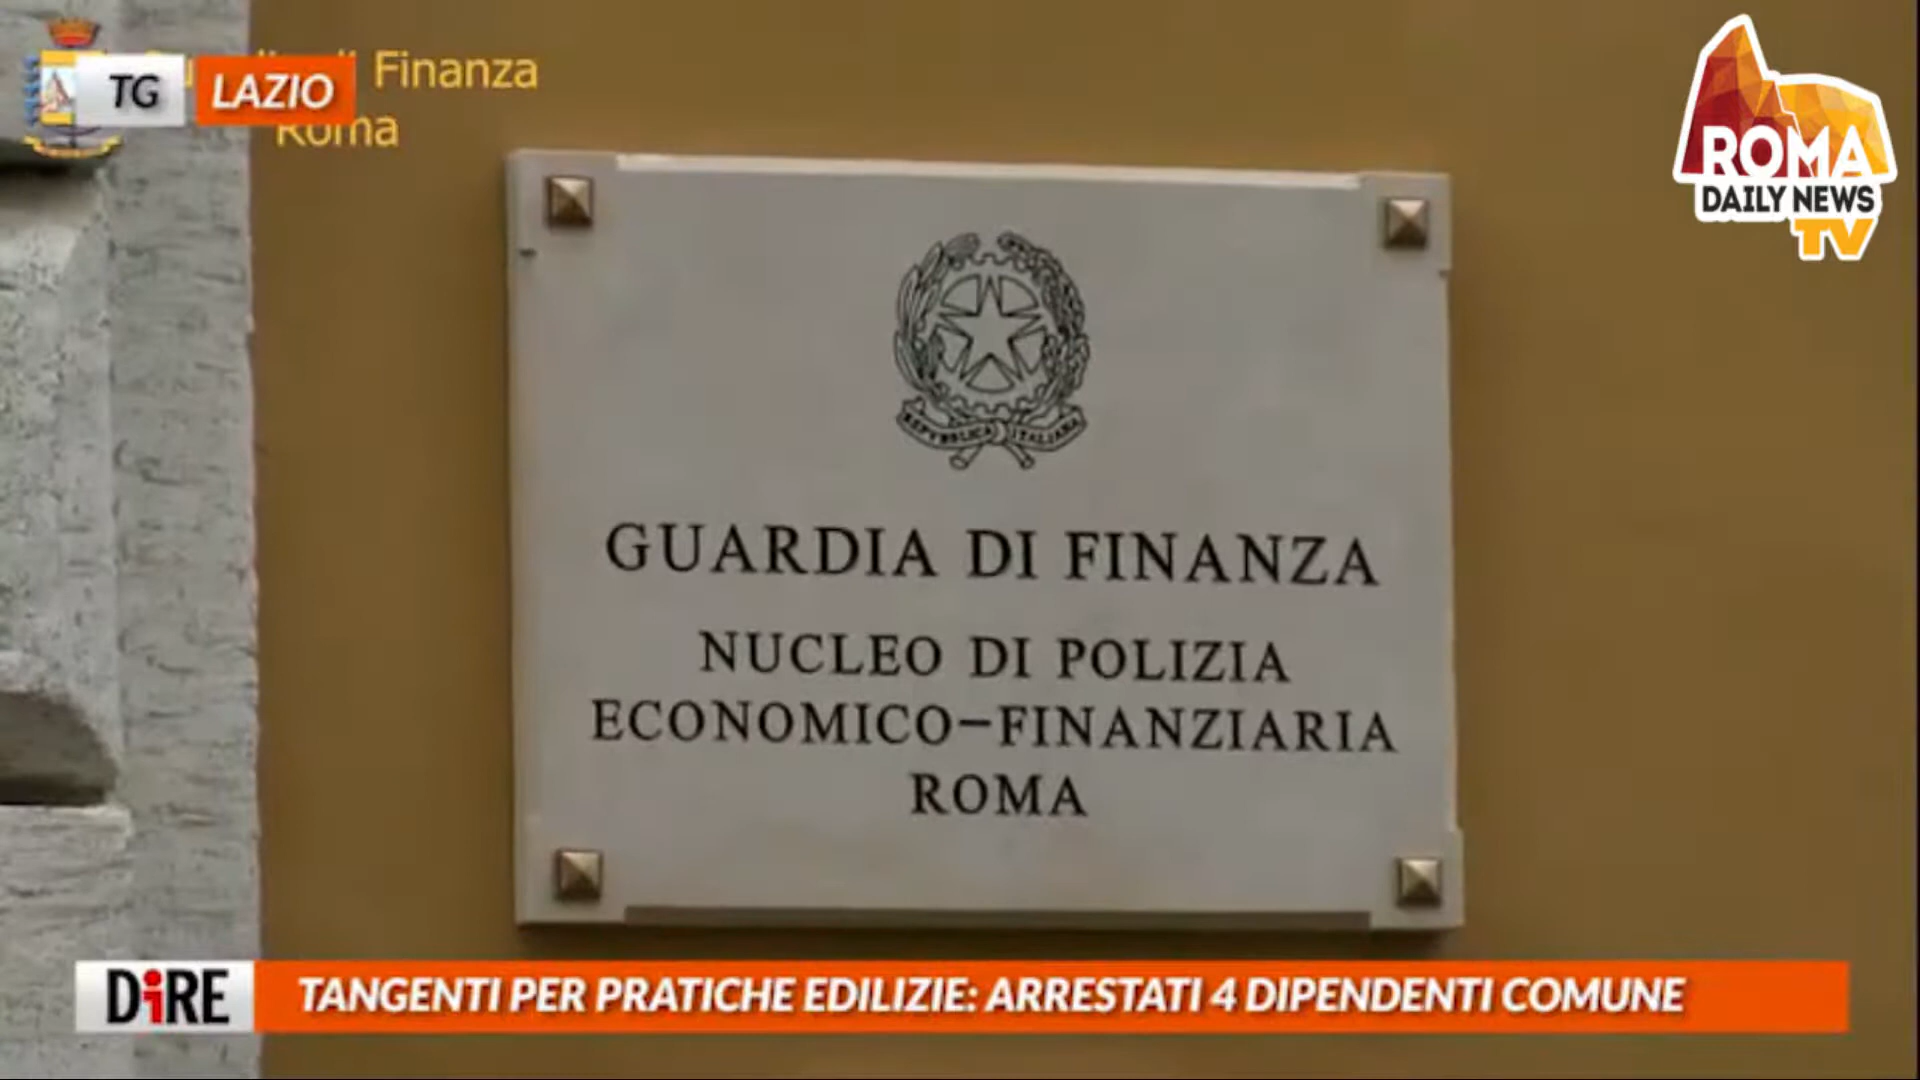 TG LAZIO
Finanza
Roma
ROMA
DAILY NEWS
TV
REPVBBLICA ITALIANA
GUARDIA DI FINANZA
NUCLEO DI POLIZIA
ECONOMICO-FINANZIARIA
ROMA
DiRE
TANGENTI PER PRATICHE EDILIZIE: ARRESTATI 4 DIPENDENTI COMUNE